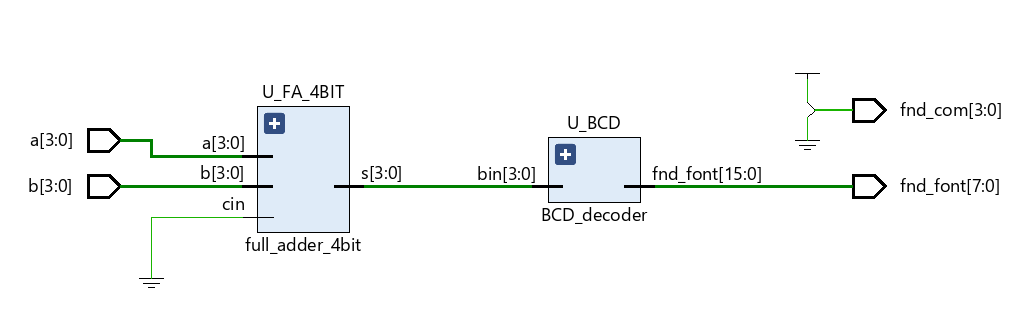 U_FA_4BIT
a[3:0]
b[3:0]
a[3:0]
b[3:0]
cin
s[3:0]
full_adder_4bit
U_BCD
bin[3:0]
fnd_font[15:0]
BCD_decoder
fnd_com[3:0]
fnd_font[7:0]